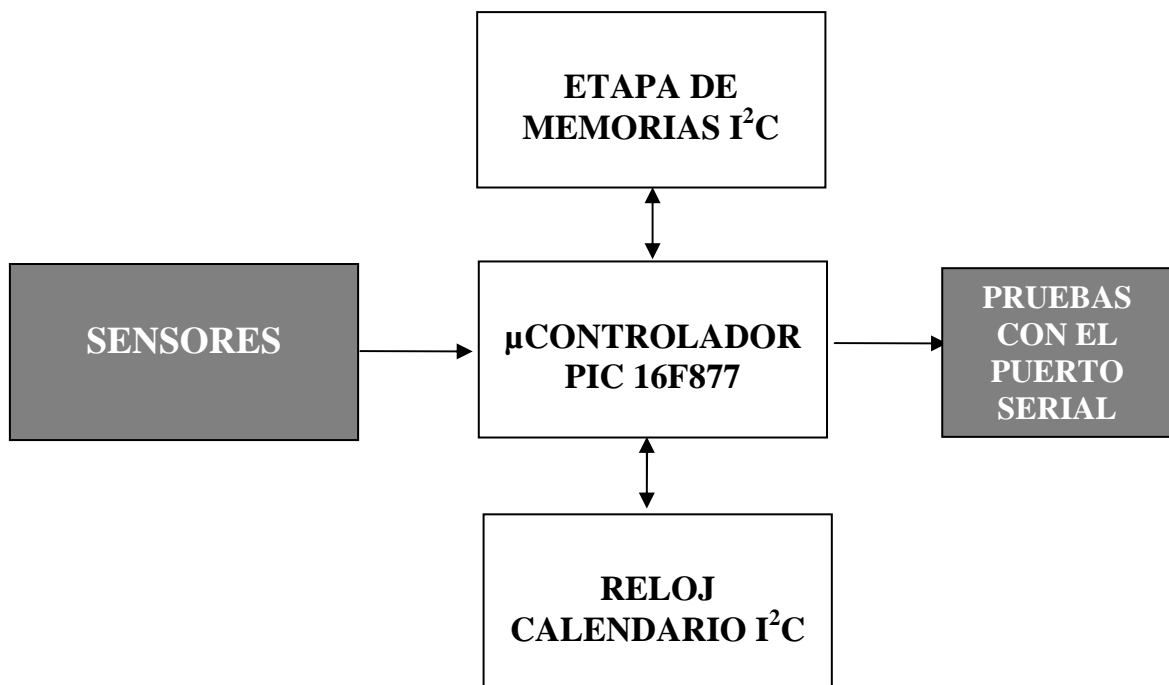 ETAPA DE
MEMORIAS I²C
SENSORES
µCONTROLADOR
PIC 16F877
PRUEBAS
CON EL
PUERTO
SERIAL
RELOJ
CALENDARIO I²C